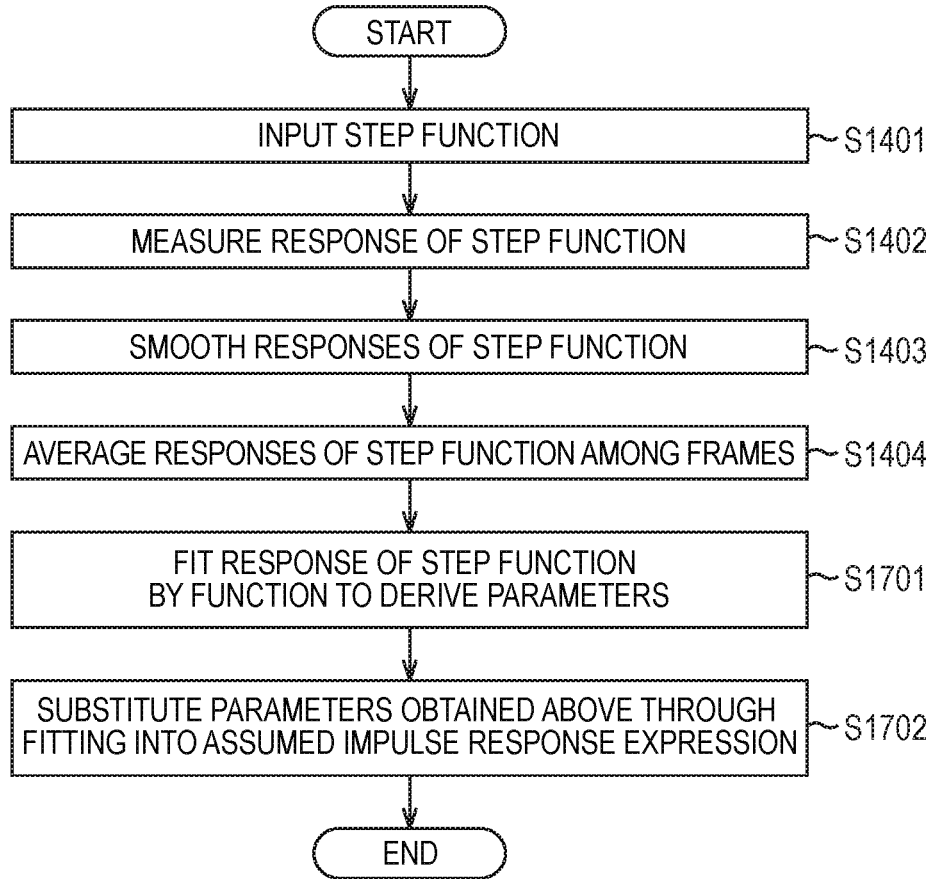 START
INPUT STEP FUNCTION
S1401
MEASURE RESPONSE OF STEP FUNCTION
S1402
SMOOTH RESPONSES OF STEP FUNCTION
S1403
AVERAGE RESPONSES OF STEP FUNCTION AMONG FRAMES
S1404
FIT RESPONSE OF STEP FUNCTION
BY FUNCTION TO DERIVE PARAMETERS
S1701
SUBSTITUTE PARAMETERS OBTAINED ABOVE THROUGH
FITTING INTO ASSUMED IMPULSE RESPONSE EXPRESSION
S1702
END